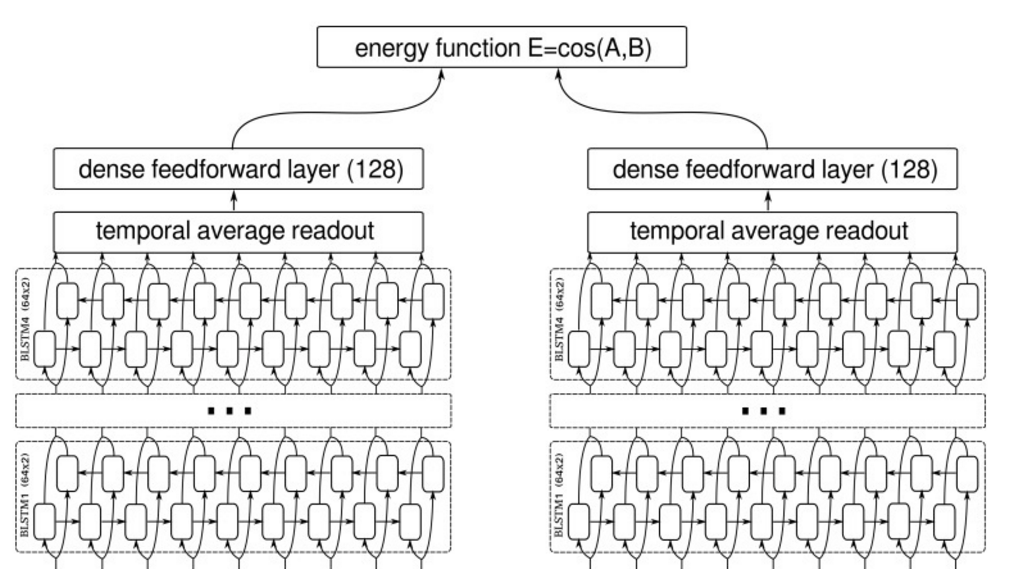 energy function E=cos(A,B)
dense feedforward layer (128)
dense feedforward layer (128)
temporal average readout
temporal average readout
BLSTM4 (64x2)
BLSTM4 (64x2)
...
...
BLSTM1 (64x2)
BLSTM1 (64x2)